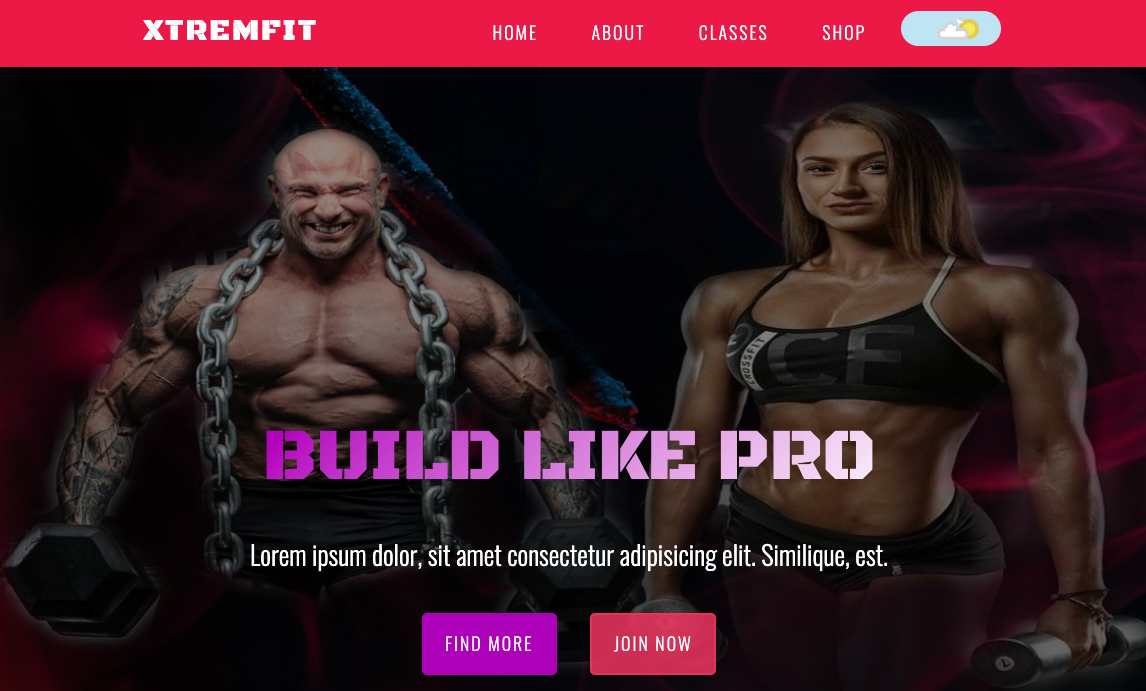 XTREMFIT
HOME ABOUT CLASSES SHOP
CROSSFIT
CF
BUILD LIKE PRO
Lorem ipsum dolor, sit amet consectetur adipisicing elit. Similique, est.
FIND MORE JOIN NOW